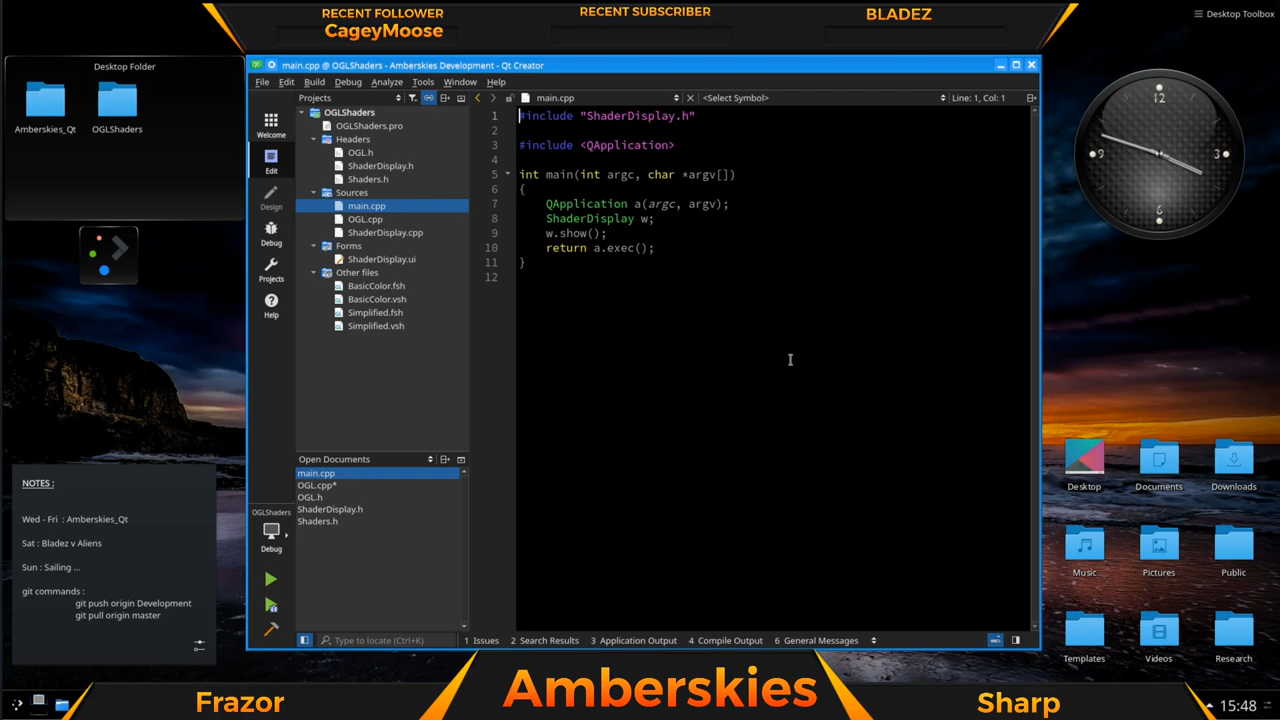 RECENT FOLLOWER
CageyMoose
RECENT SUBSCRIBER
BLADEZ
Desktop Toolbox
Desktop Folder
Amberskies_Qt
OGLShaders
main.cpp @ OGLShaders - Amberskies Development - Qt Creator
File Edit Build Debug Analyze Tools Window Help
Projects
main.cpp
<Select Symbol>
Line: 1, Col: 1
Welcome
Edit
Design
Debug
Projects
Help
OGLShaders
OGLShaders.pro
Headers
OGL.h
ShaderDisplay.h
Shaders.h
Sources
main.cpp
OGL.cpp
ShaderDisplay.cpp
Forms
ShaderDisplay.ui
Other files
BasicColor.fsh
BasicColor.vsh
Simplified.fsh
Simplified.vsh
1 #include "ShaderDisplay.h"
2
3 #include <QApplication>
4
5 int main(int argc, char *argv[])
6 {
7 QApplication a(argc, argv);
8 ShaderDisplay w;
9 w.show();
10 return a.exec();
11 }
12
12
9
3
6
Open Documents
main.cpp
OGL.cpp*
OGL.h
ShaderDisplay.h
Shaders.h
OGLShaders
Debug
Type to locate (Ctrl+K)
1 Issues 2 Search Results 3 Application Output 4 Compile Output 6 General Messages
NOTES :
Wed - Fri : Amberskies_Qt
Sat : Bladez v Aliens
Sun : Sailing ...
git commands :
git push origin Development
git pull origin master
Desktop
Documents
Downloads
Music
Pictures
Public
Templates
Videos
Research
Frazor
Amberskies
Sharp
15:48